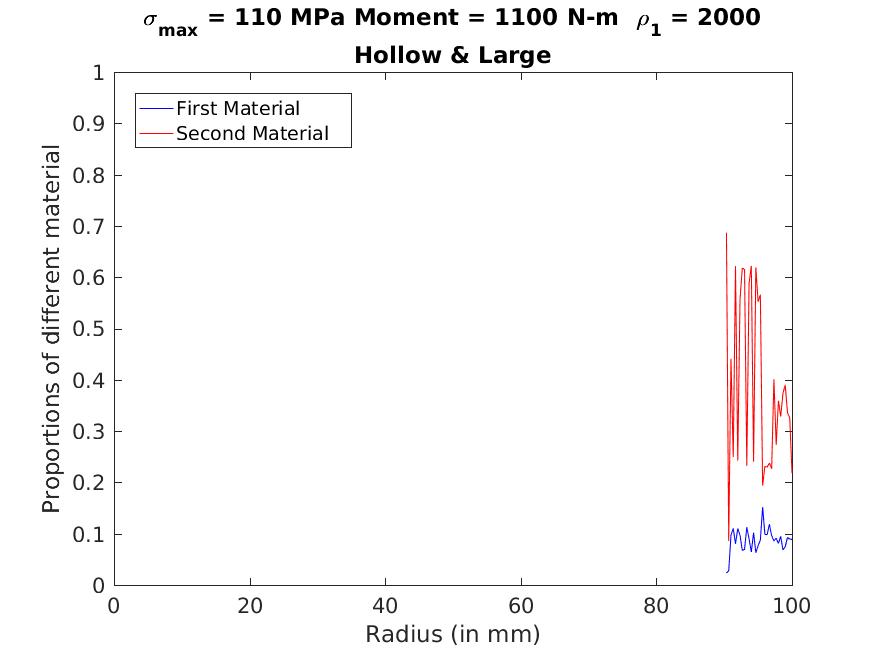 σmax = 110 MPa Moment = 1100 N-m ρ1 = 2000
Hollow & Large
First Material
Second Material
Proportions of different material
1
0.9
0.8
0.7
0.6
0.5
0.4
0.3
0.2
0.1
0
0 20 40 60 80 100
Radius (in mm)